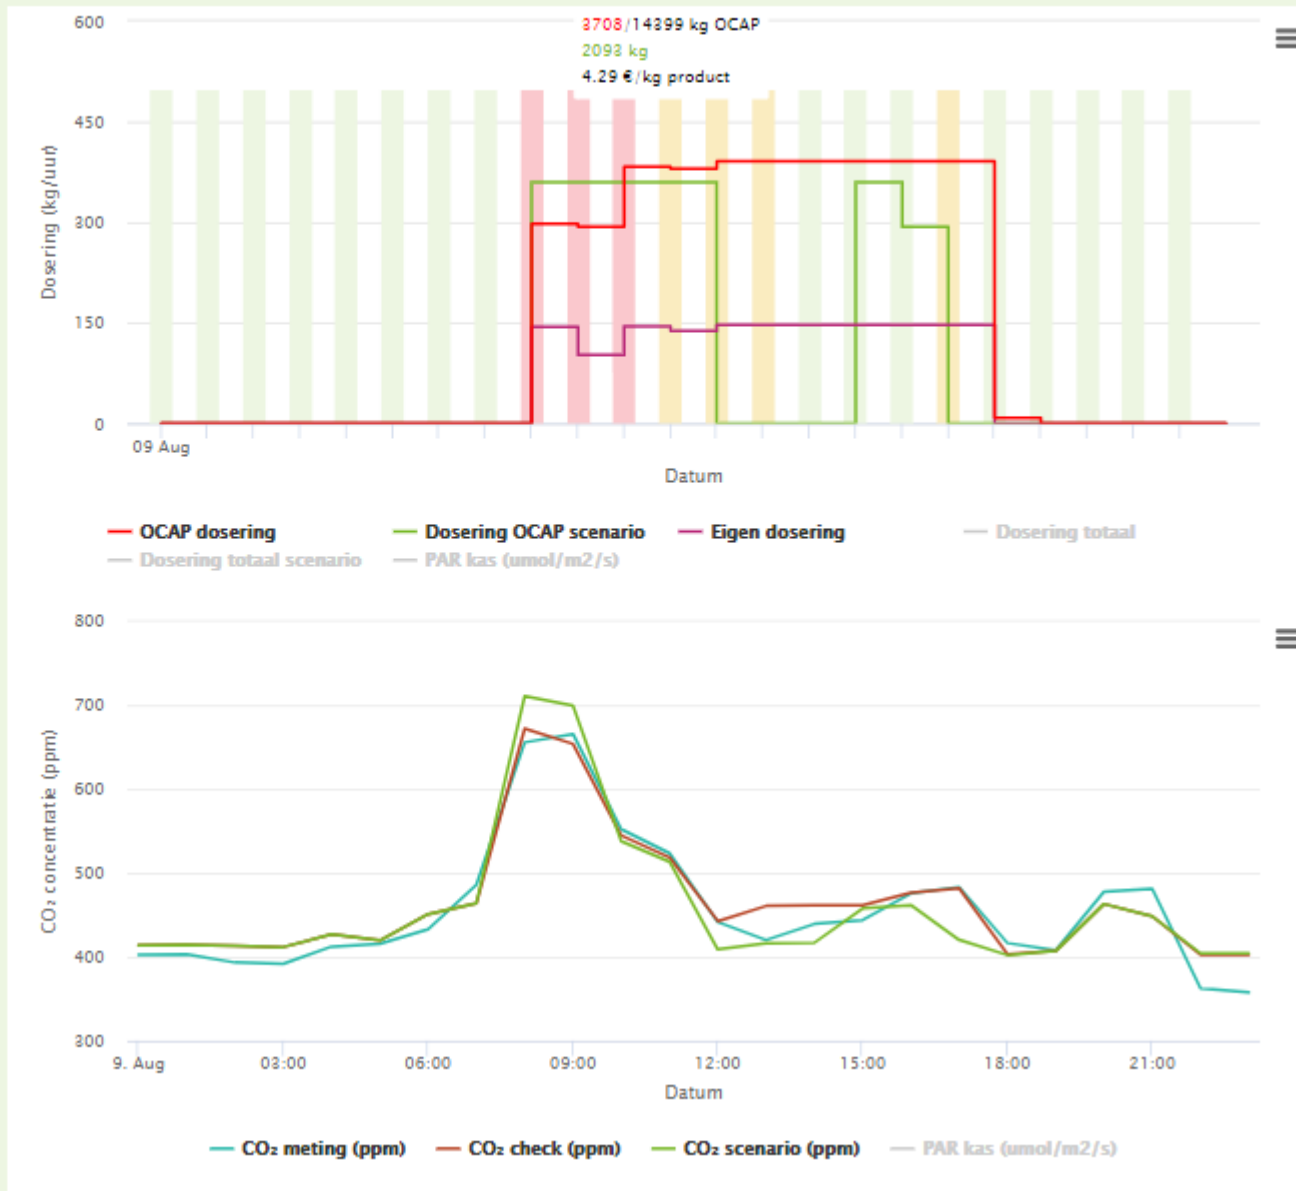 600
3708/14399 kg OCAP
2093 kg
4.29 €/kg product
450
300
150
0
Dosering (kg/uur)
09 Aug
Datum
OCAP dosering
Dosering OCAP scenario
Eigen dosering
Dosering totaal
Dosering totaal scenario
PAR kas (umol/m2/s)
800
700
600
500
400
300
CO₂ concentratie (ppm)
9. Aug
03:00
06:00
09:00
12:00
15:00
18:00
21:00
Datum
CO₂ meting (ppm)
CO₂ check (ppm)
CO₂ scenario (ppm)
PAR kas (umol/m2/s)